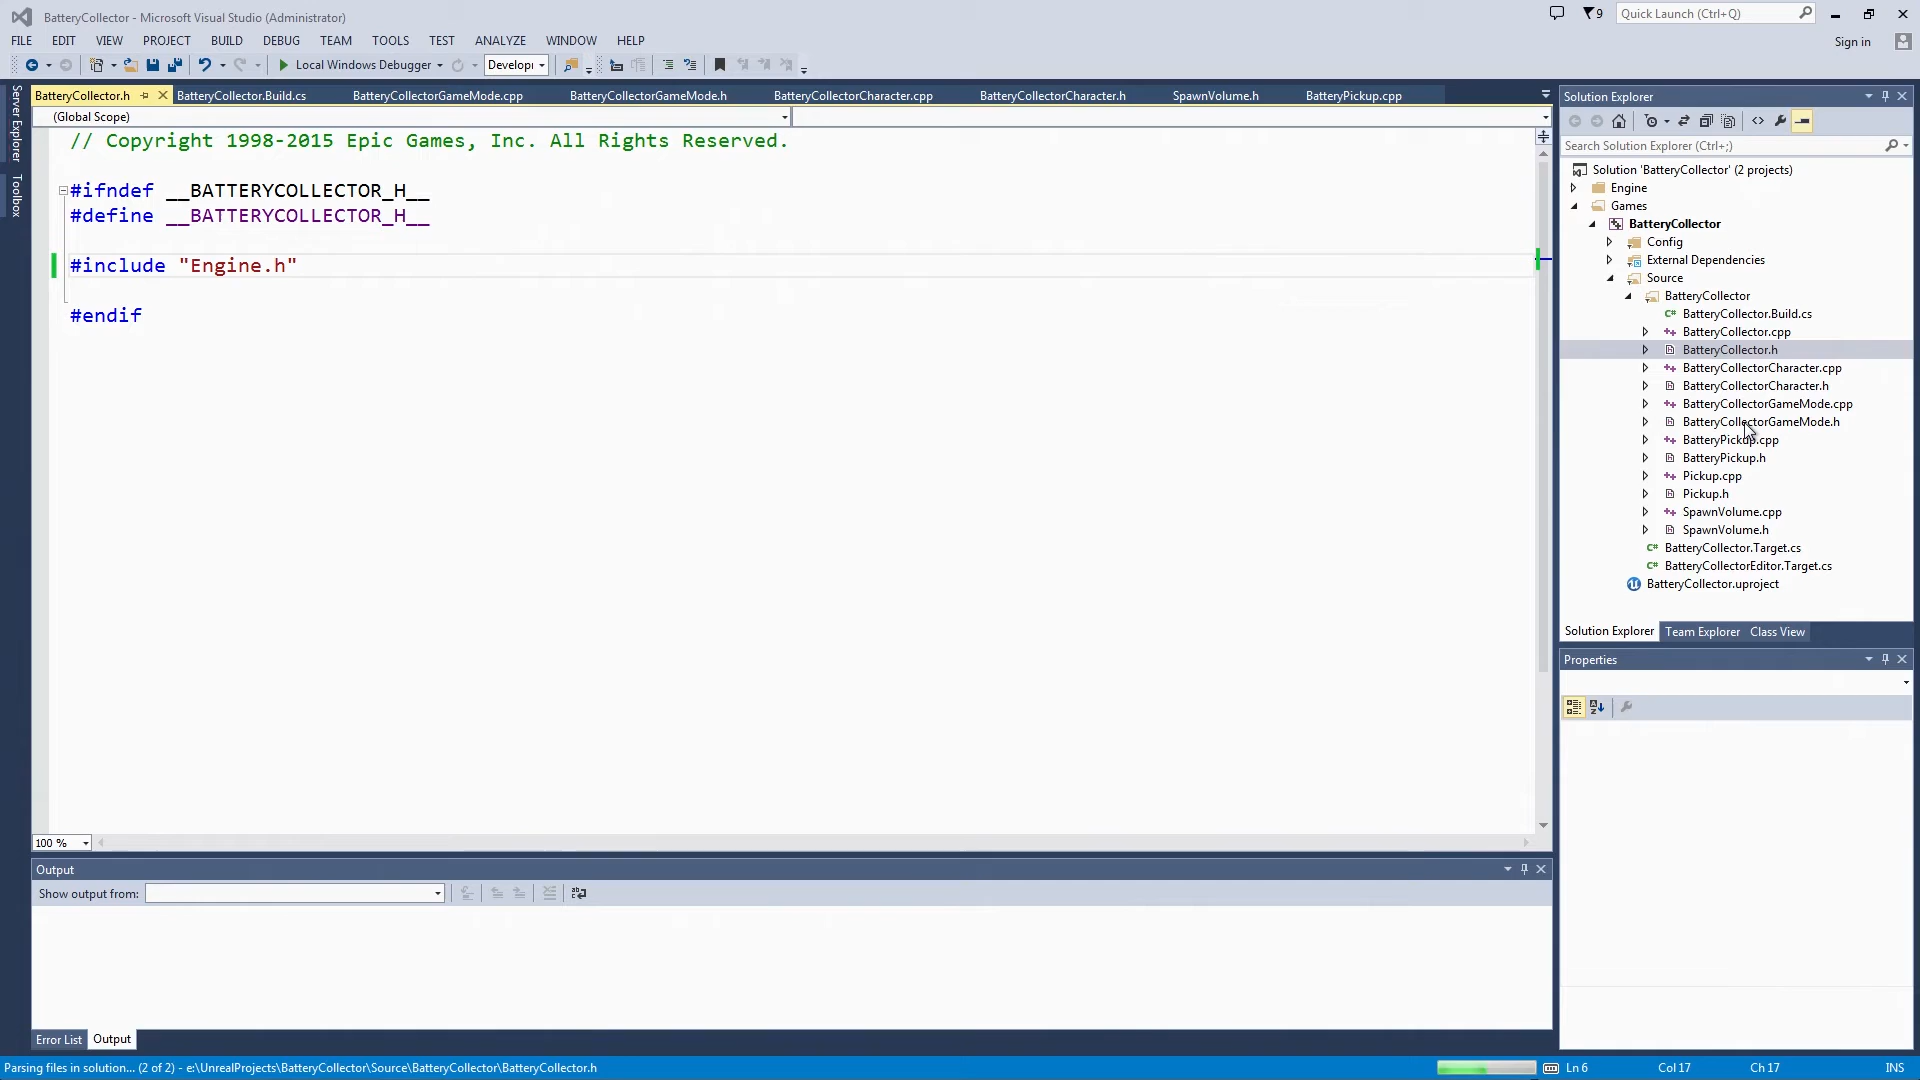 BatteryCollector - Microsoft Visual Studio (Administrator)
9
Quick Launch (Ctrl+Q)
FILE EDIT VIEW PROJECT BUILD DEBUG TEAM TOOLS TEST ANALYZE WINDOW HELP
Sign in
Local Windows Debugger
Develop
Server Explorer
Toolbox
BatteryCollector.h BatteryCollector.Build.cs BatteryCollectorGameMode.cpp BatteryCollectorGameMode.h BatteryCollectorCharacter.cpp BatteryCollectorCharacter.h SpawnVolume.h BatteryPickup.cpp
(Global Scope)
// Copyright 1998-2015 Epic Games, Inc. All Rights Reserved.
#ifndef __BATTERYCOLLECTOR_H__
#define __BATTERYCOLLECTOR_H__
#include "Engine.h"
#endif
100 %
Output
Show output from:
Error List Output
Solution Explorer
Search Solution Explorer (Ctrl+;)
Solution 'BatteryCollector' (2 projects)
Engine
Games
BatteryCollector
Config
External Dependencies
Source
BatteryCollector
BatteryCollector.Build.cs
BatteryCollector.cpp
BatteryCollector.h
BatteryCollectorCharacter.cpp
BatteryCollectorCharacter.h
BatteryCollectorGameMode.cpp
BatteryCollectorGameMode.h
BatteryPickup.cpp
BatteryPickup.h
Pickup.cpp
Pickup.h
SpawnVolume.cpp
SpawnVolume.h
BatteryCollector.Target.cs
BatteryCollectorEditor.Target.cs
BatteryCollector.uproject
Solution Explorer Team Explorer Class View
Properties
Parsing files in solution... (2 of 2) - e:\UnrealProjects\BatteryCollector\Source\BatteryCollector\BatteryCollector.h
Ln 6 Col 17 Ch 17 INS